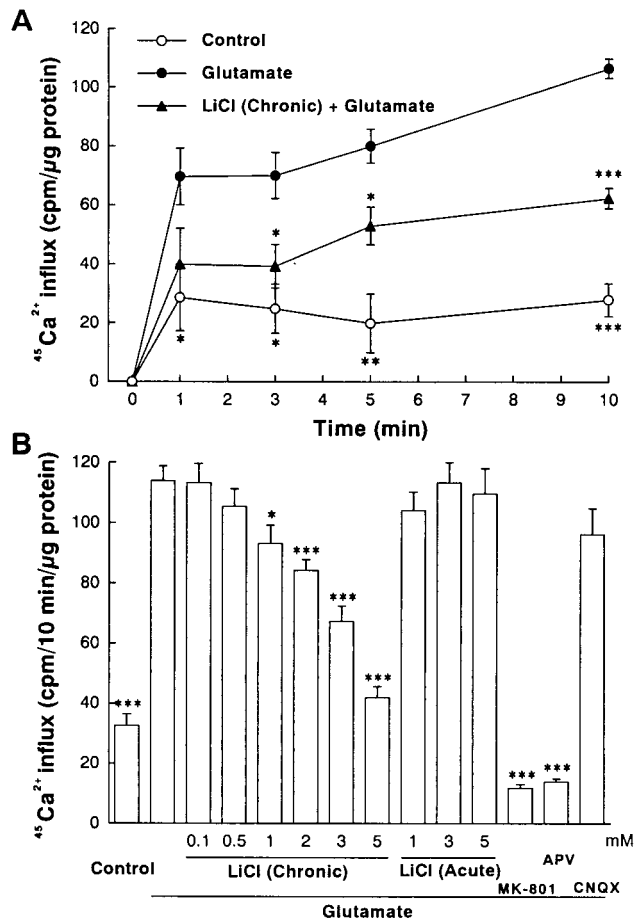 A
Control
Glutamate
LiCl (Chronic) + Glutamate
⁴⁵Ca²⁺ influx (cpm/µg protein)
120
100
80
60
40
20
0
***
*
*
***
*
*
**
0 1 2 3 4 5 6 7 8 9 10
Time (min)
B
⁴⁵Ca²⁺ influx (cpm/10 min/µg protein)
120
100
80
60
40
20
0
***
*
***
***
***
***
***
0.1 0.5 1 2 3 5 1 3 5 mM
Control LiCl (Chronic) LiCl (Acute) APV
MK-801 CNQX
Glutamate